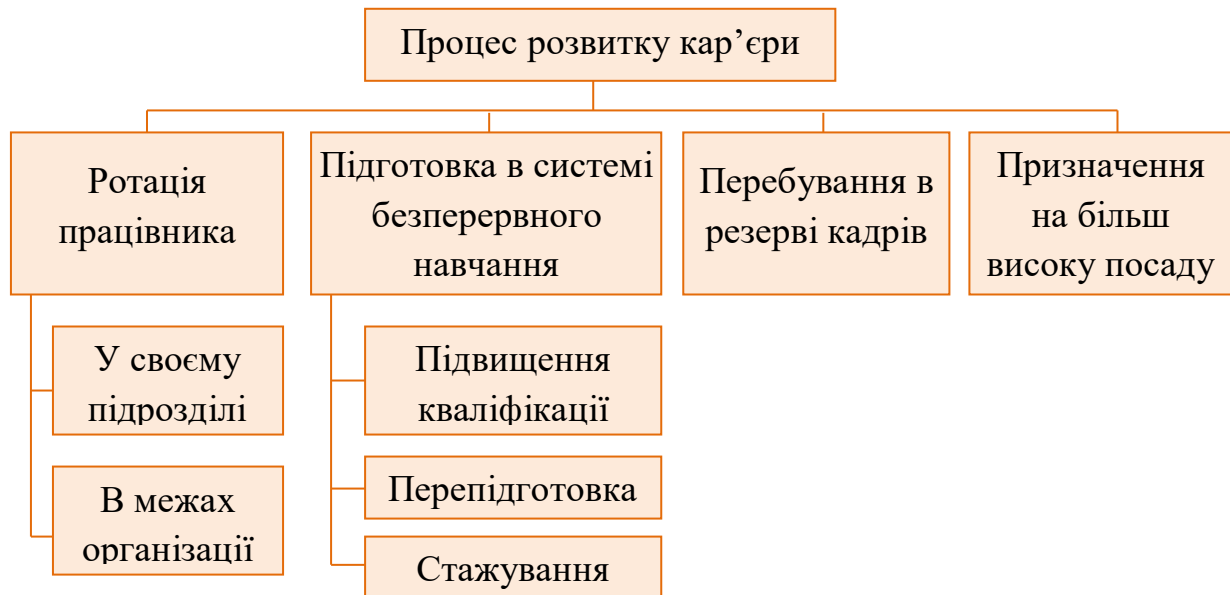 Процес розвитку кар’єри
Ротація
працівника
Підготовка в системі
безперервного
навчання
Перебування в
резерві кадрів
Призначення
на більш
високу посаду
У своєму
підрозділі
В межах
організації
Підвищення
кваліфікації
Перепідготовка
Стажування